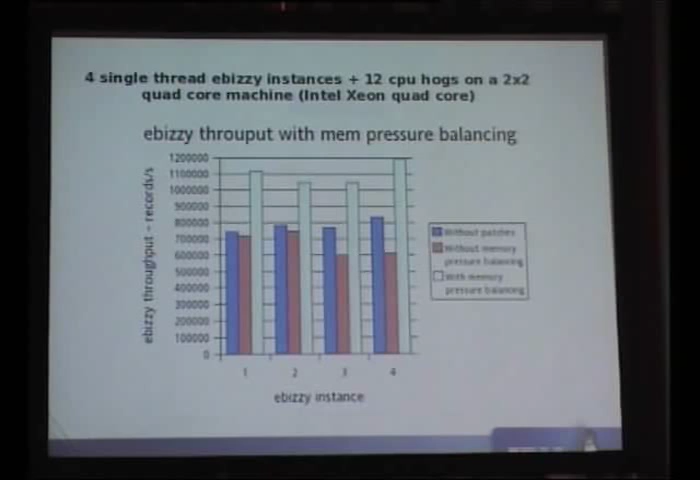 4 single thread ebizzy instances + 12 cpu hogs on a 2x2
quad core machine (Intel Xeon quad core)
ebizzy throuput with mem pressure balancing
1200000
1100000
1000000
900000
800000
700000
600000
500000
400000
300000
200000
100000
0
ebizzy throughput - records/s
1
2
3
4
ebizzy instance
Without patches
Without memory
pressure balancing
With memory
pressure balancing